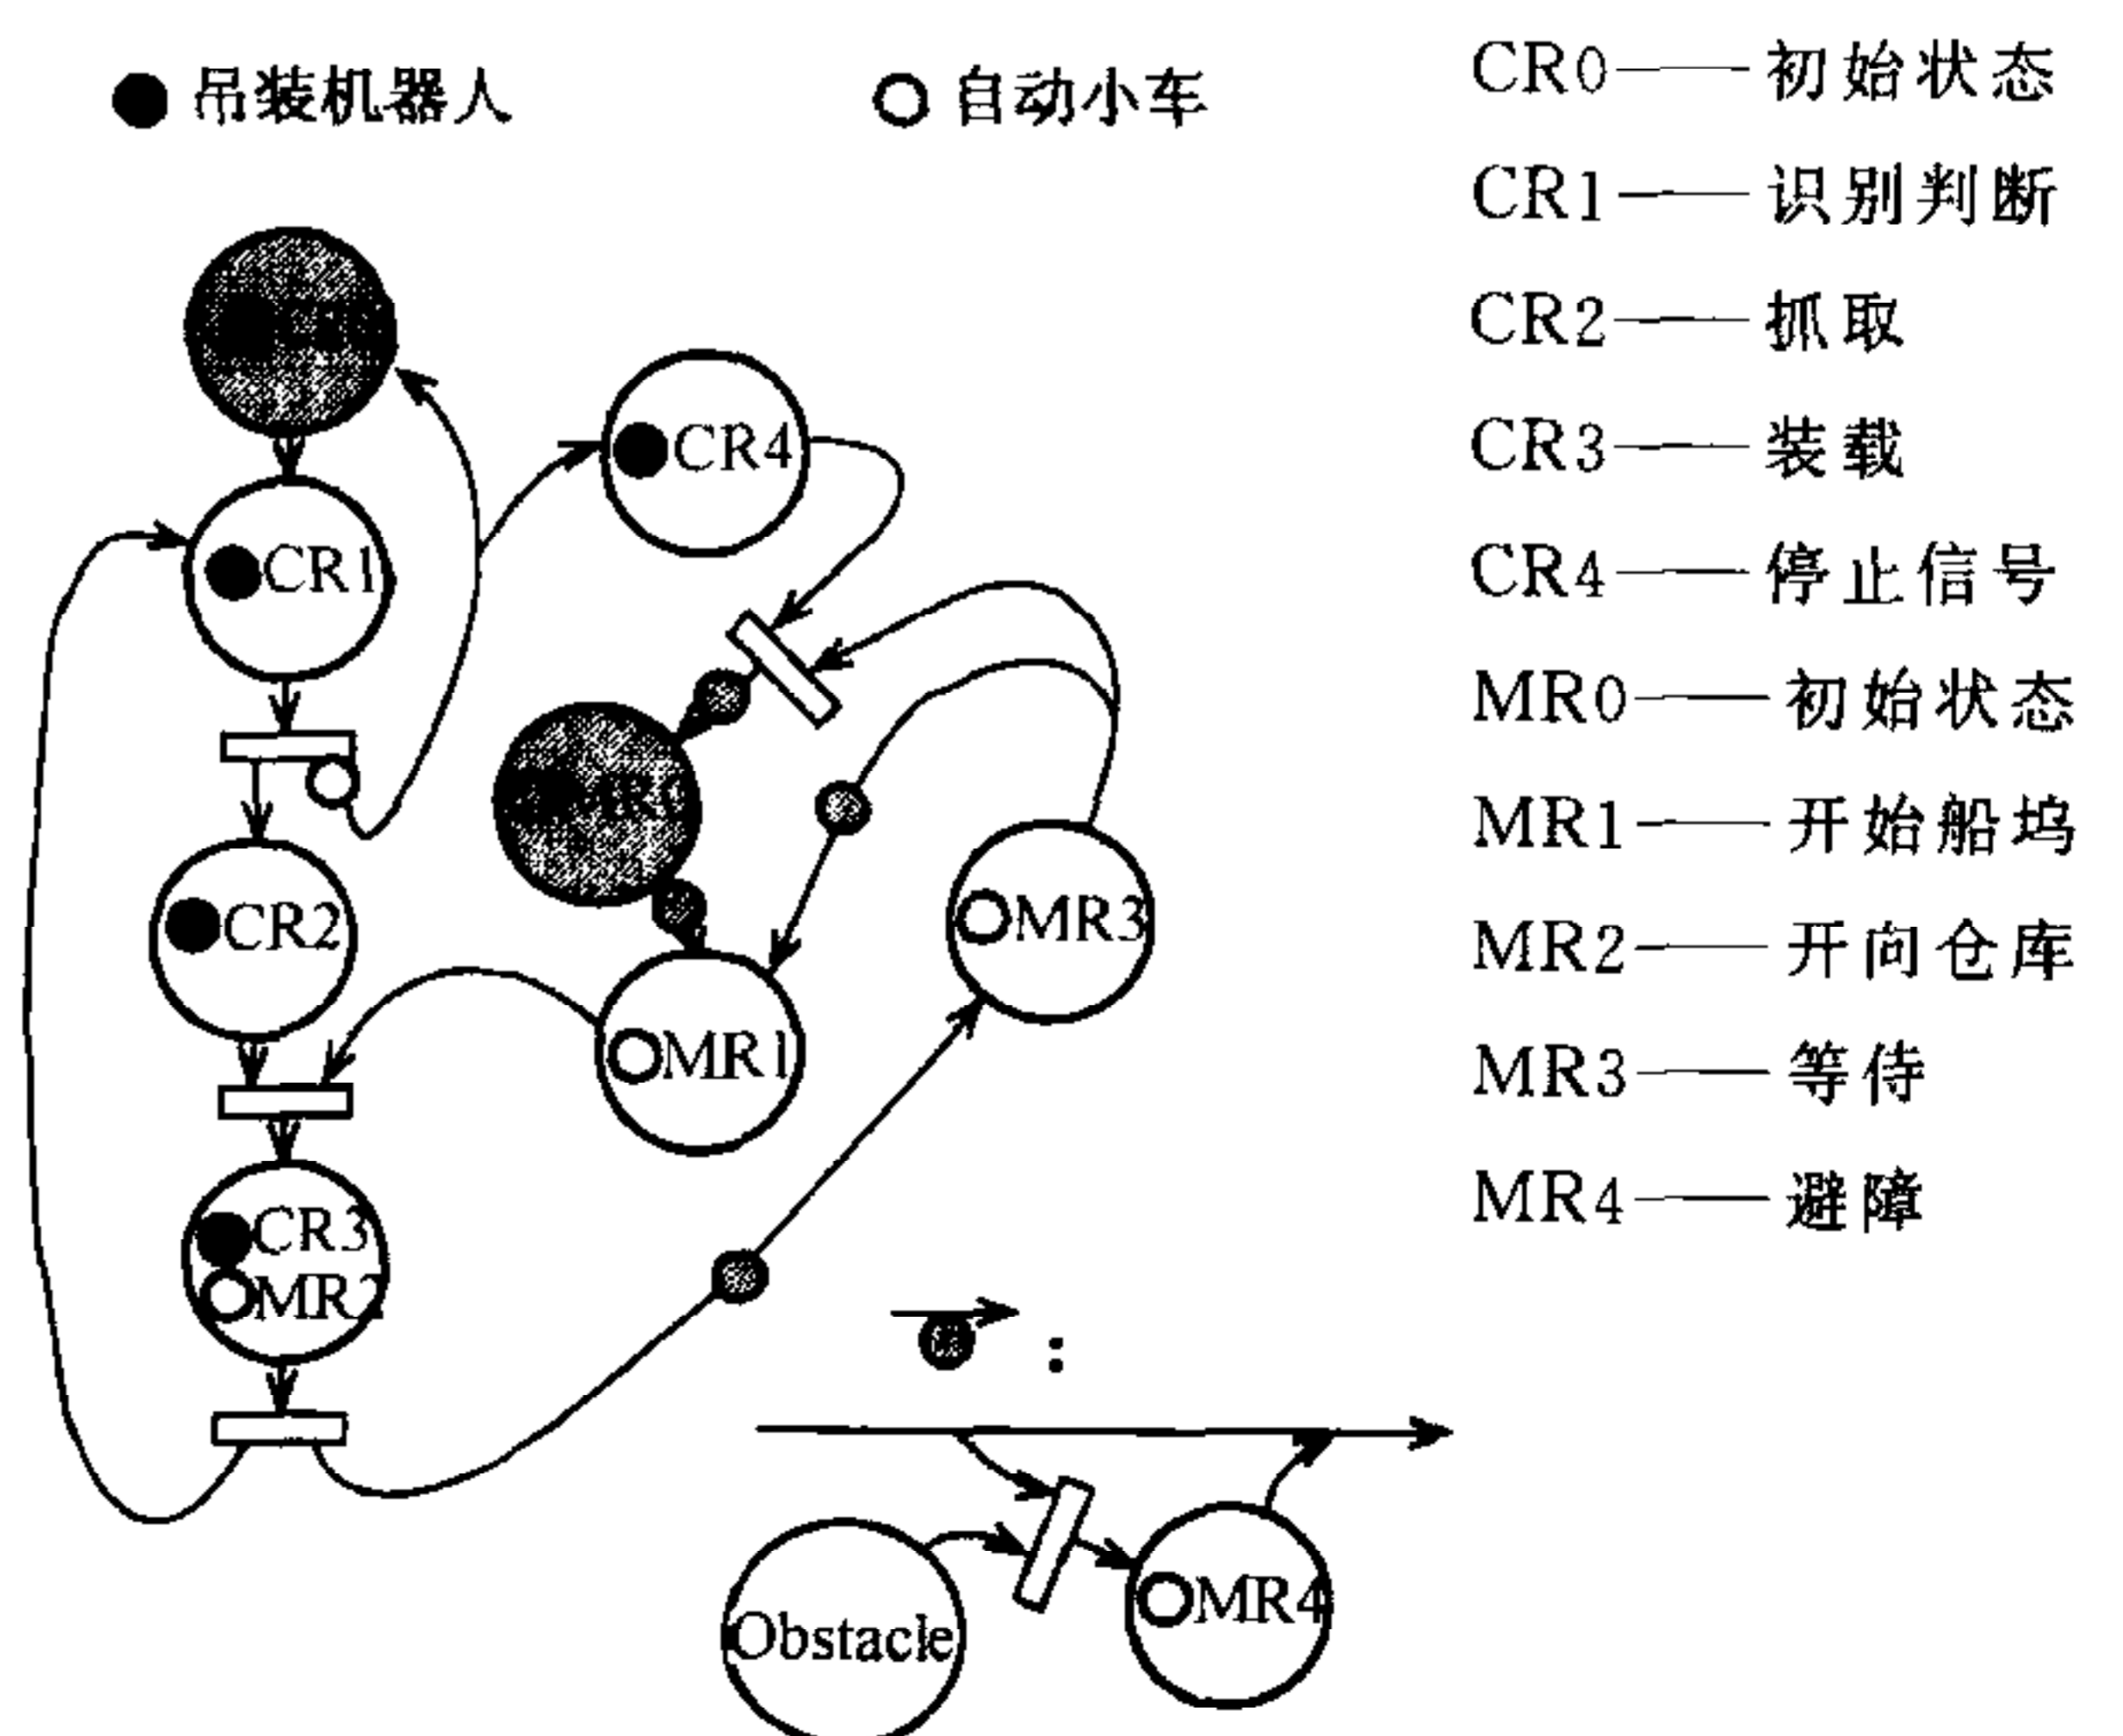 吊装机器人
自动小车
CR0——初始状态
CR1——识别判断
CR2——抓取
CR3——装载
CR4——停止信号
MR0——初始状态
MR1——开始船坞
MR2——开向仓库
MR3——等侍
MR4——避障
CR4
CR1
MR3
CR2
MR1
CR3
MR2
:
MR4
Obstacle